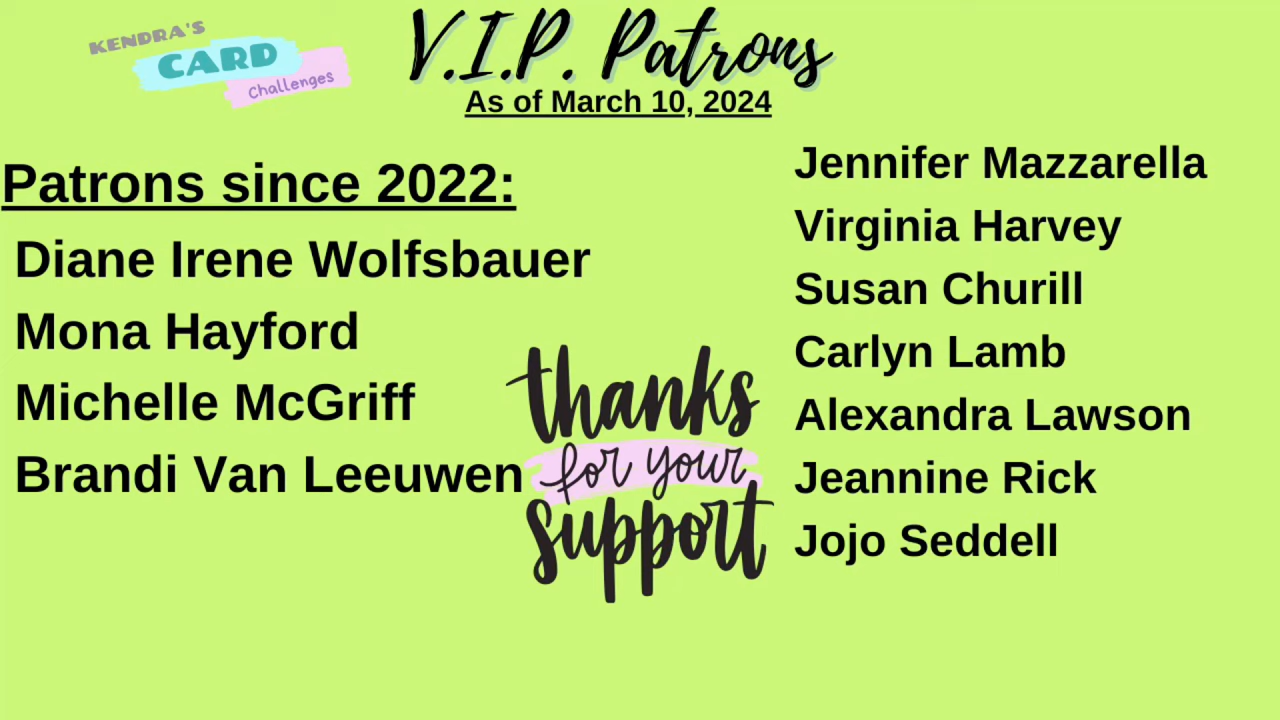 KENDRA'S
CARD
Challenges
V.I.P. Patrons
As of March 10, 2024
Patrons since 2022:
Diane Irene Wolfsbauer
Mona Hayford
Michelle McGriff
Brandi Van Leeuwen
thanks
for your
support
Jennifer Mazzarella
Virginia Harvey
Susan Churill
Carlyn Lamb
Alexandra Lawson
Jeannine Rick
Jojo Seddell